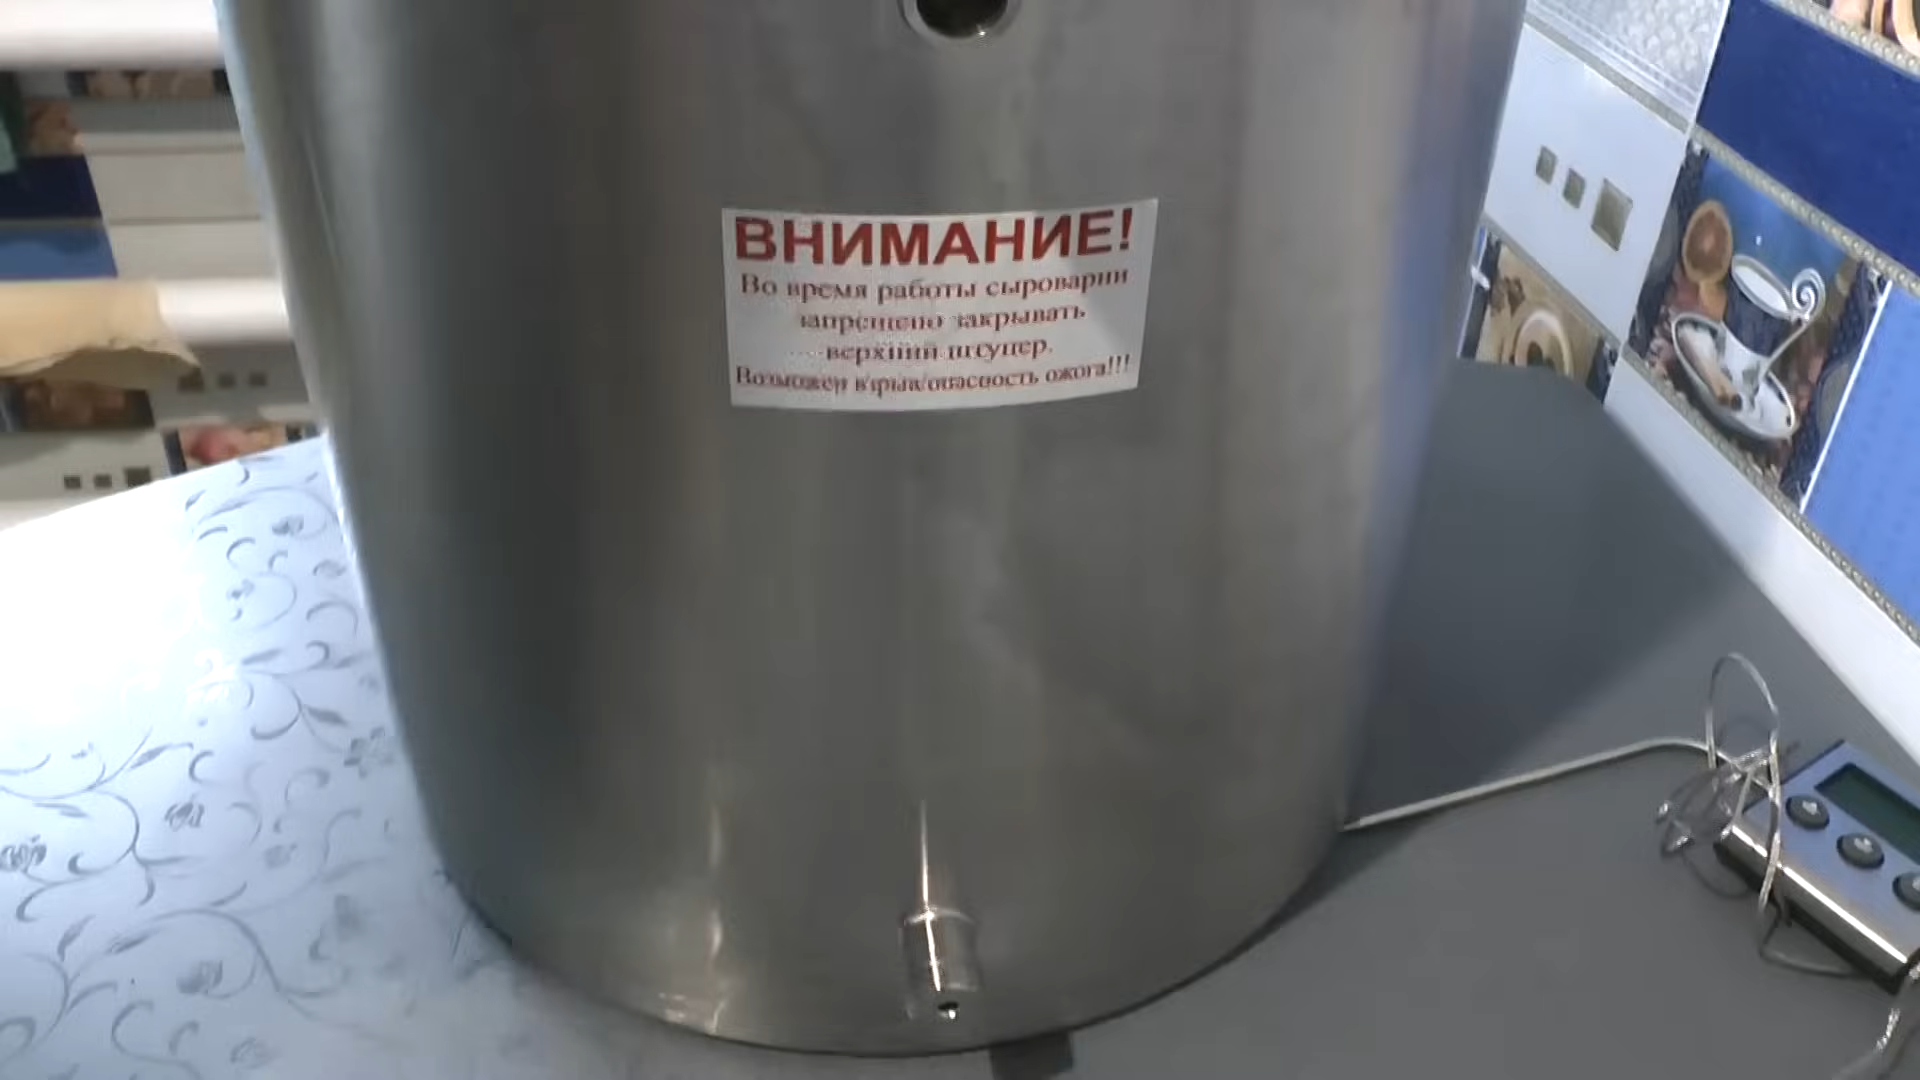 ВНИМАНИЕ!
Во время работы сыроварни
запрещено закрывать
верхний штуцер.
Возможен взрыв/опасность ожога!!!